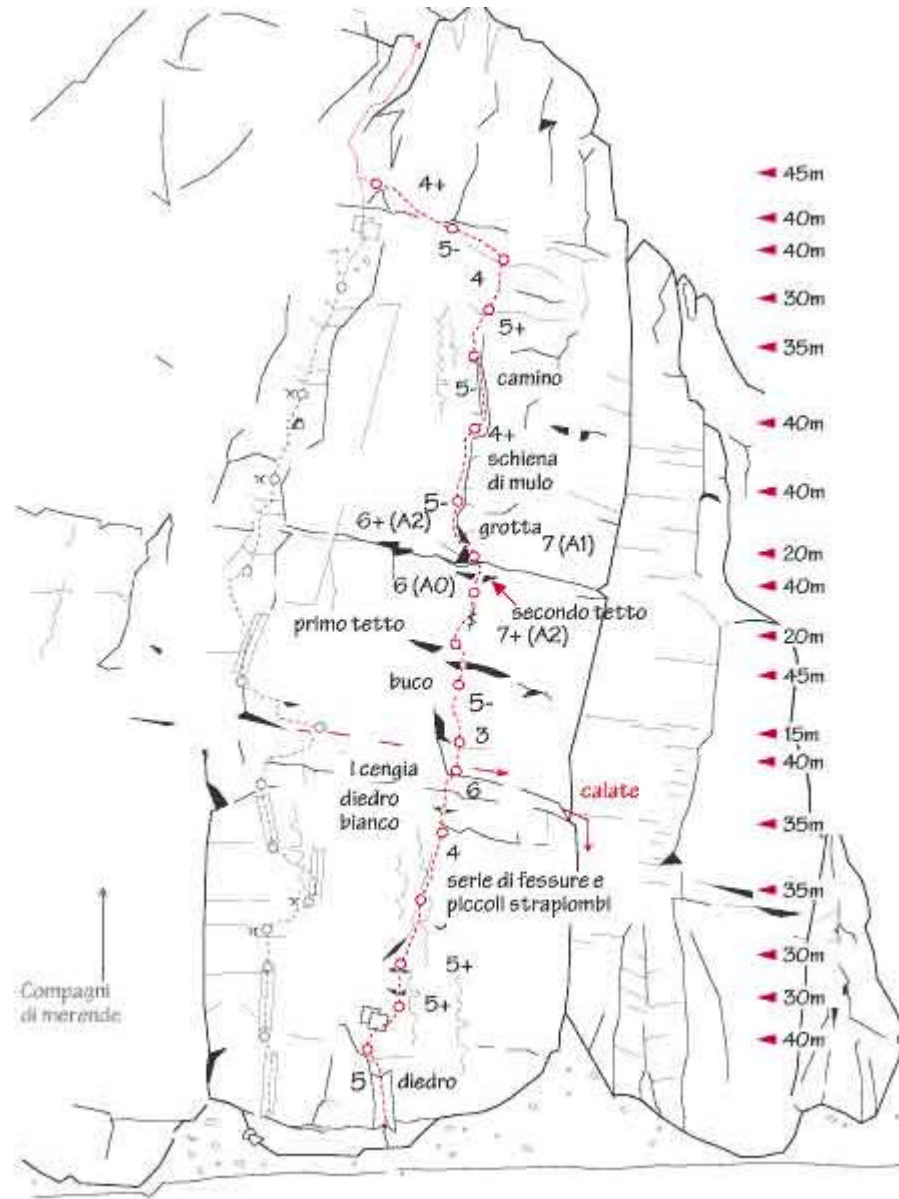 45m
4+
40m
5-
40m
4
30m
5+
35m
camino
5-
40m
4+
schiena
di mulo
40m
5-
6+ (A2)
grotta
7 (A1)
20m
6 (A0)
40m
secondo tetto
primo tetto
7+ (A2)
20m
buco
45m
5-
3
15m
I cengia
40m
6
diedro
bianco
calate
35m
4
serie di fessure e
piccoli strapiombi
35m
30m
5+
Compagni
di merende
5+
30m
40m
5
diedro